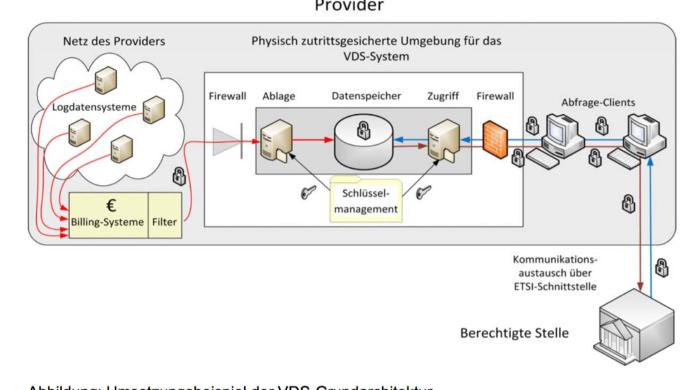 Provider
Netz des Providers
Physisch zutrittsgesicherte Umgebung für das
VDS-System
Logdatensysteme
Firewall
Ablage
Datenspeicher
Zugriff
Firewall
Abfrage-Clients
Schlüssel-
management
€
Billing-Systeme
Filter
Kommunikations-
austausch über
ETSI-Schnittstelle
Berechtigte Stelle
Abbildung: Umsetzungsbeispiel der VDS-Grundarchitektur